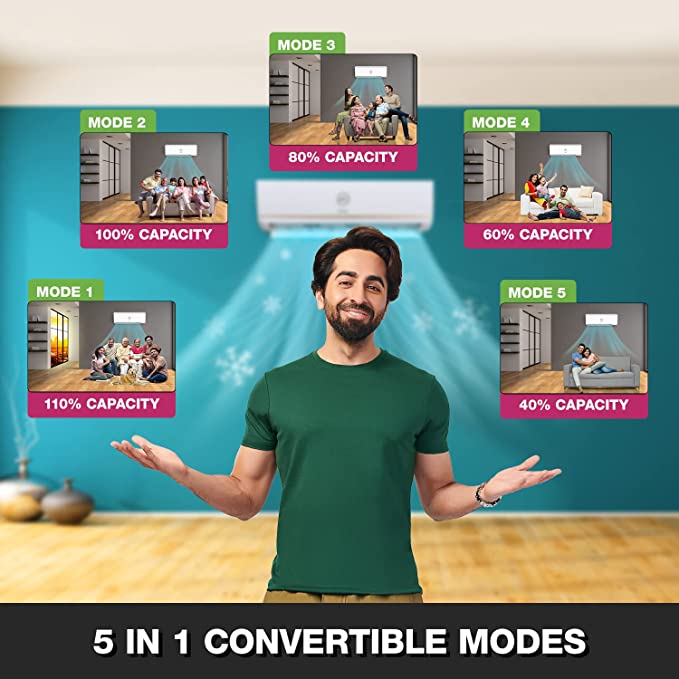 MODE 3
80% CAPACITY
MODE 2
100% CAPACITY
MODE 4
60% CAPACITY
MODE 1
110% CAPACITY
MODE 5
40% CAPACITY
5 IN 1 CONVERTIBLE MODES